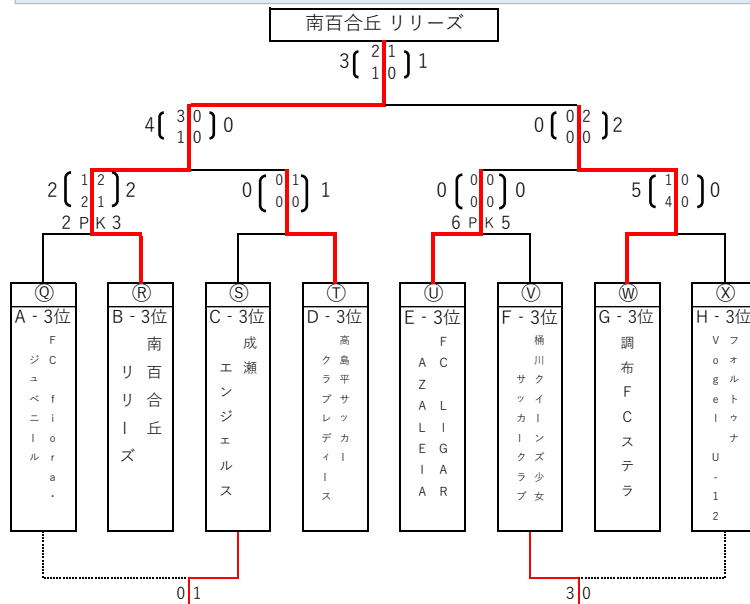 南百合丘 リリーズ
3 ( 2 1 ) 1
1 0
4 ( 3 0 ) 0
1 0
0 ( 0 2 ) 2
0 0
2 ( 1 2 ) 2
2 1
2 P K 3
0 ( 0 1 ) 1
0 0
0 ( 0 0 ) 0
0 0
6 P K 5
5 ( 1 0 ) 0
4 0
Ⓠ
A - 3位
FC fiora・
ジュベニール
Ⓡ
B - 3位
南百合丘
リリーズ
Ⓢ
C - 3位
成瀬
エンジェルス
Ⓣ
D - 3位
高島平サッカー
クラブレディース
Ⓤ
E - 3位
FC LIGAR
AZALEIA
Ⓥ
F - 3位
桶川クイーンズ少女
サッカークラブ
Ⓦ
G - 3位
調布FCステラ
Ⓧ
H - 3位
フォルトゥナ
Vogel U-12
0 1
3 0